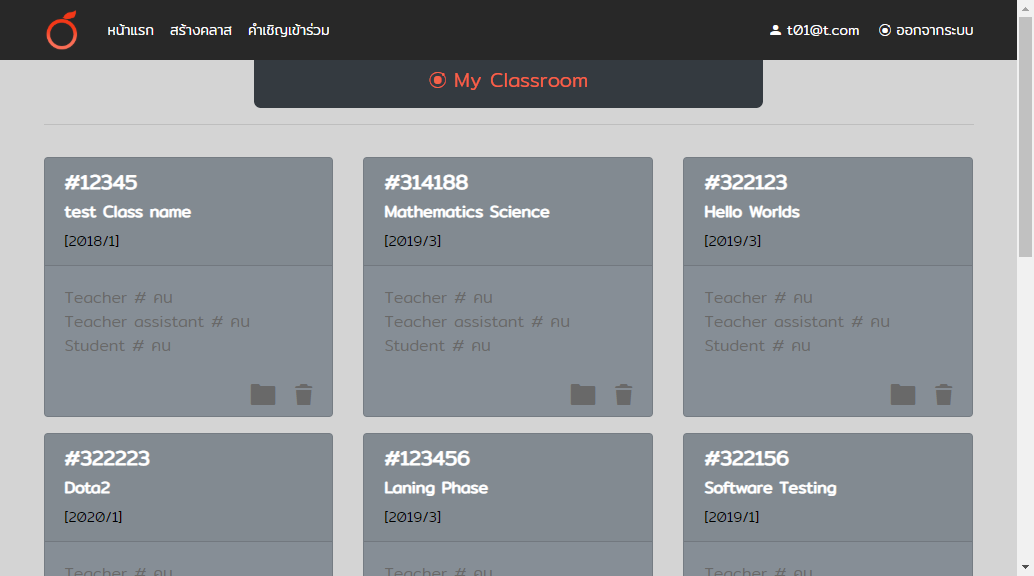 หน้าแรก สร้างคลาส คำเชิญเข้าร่วม t01@t.com ออกจากระบบ
My Classroom
#12345
test Class name
[2018/1]
Teacher # คน
Teacher assistant # คน
Student # คน
#314188
Mathematics Science
[2019/3]
Teacher # คน
Teacher assistant # คน
Student # คน
#322123
Hello Worlds
[2019/3]
Teacher # คน
Teacher assistant # คน
Student # คน
#322223
Dota2
[2020/1]
Teacher # คน
#123456
Laning Phase
[2019/3]
Teacher # คน
#322156
Software Testing
[2019/1]
Teacher # คน